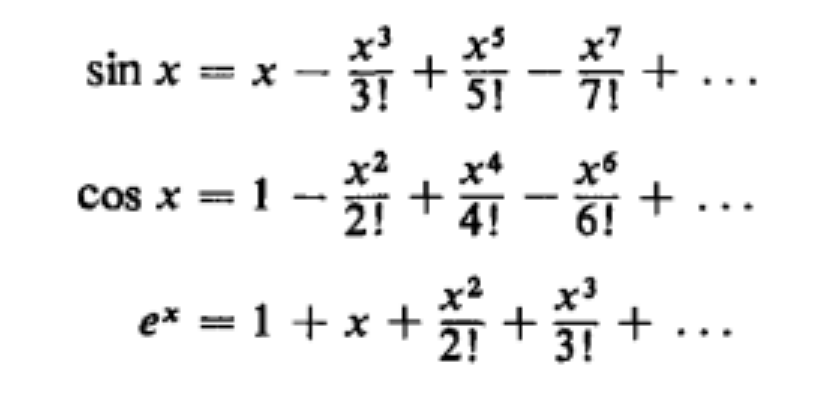 sin x = x − x³/3! + x⁵/5! − x⁷/7! + ...
cos x = 1 − x²/2! + x⁴/4! − x⁶/6! + ...
eˣ = 1 + x + x²/2! + x³/3! + ...